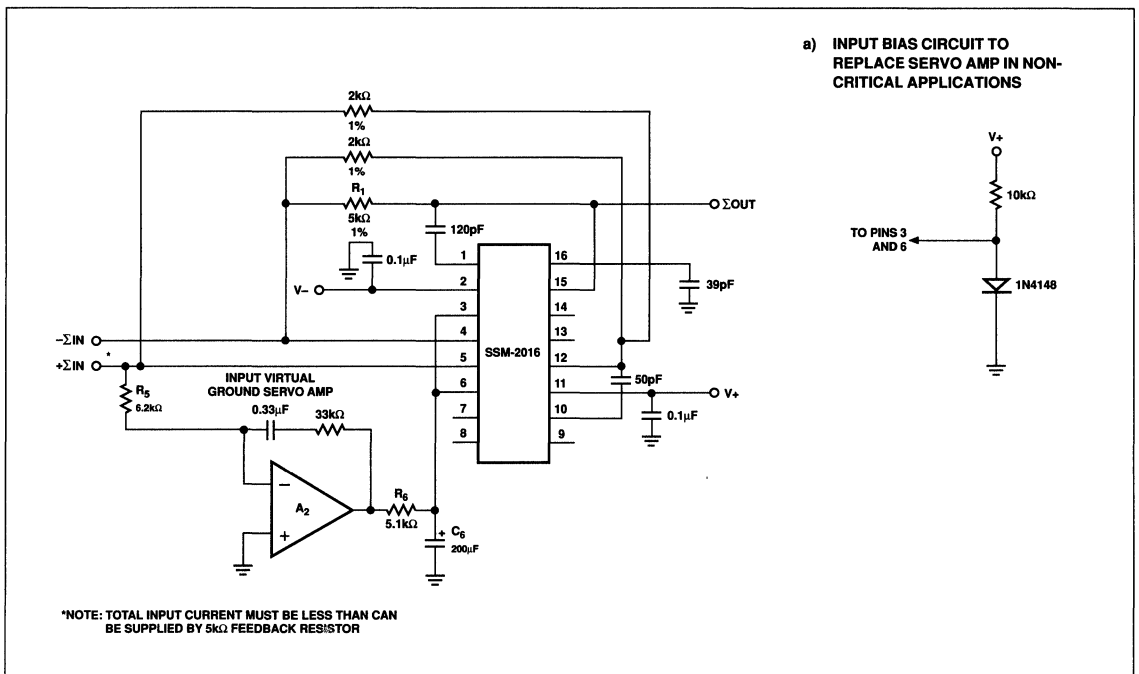 a) INPUT BIAS CIRCUIT TO
REPLACE SERVO AMP IN NON-
CRITICAL APPLICATIONS
2kΩ
1%
2kΩ
1%
R1
5kΩ
1%
120pF
0.1µF
V–
ΣOUT
39pF
–ΣIN
+ΣIN *
1
2
3
4
5
6
7
8
SSM-2016
16
15
14
13
12
11
10
9
50pF
V+
0.1µF
R5
6.2kΩ
INPUT VIRTUAL
GROUND SERVO AMP
0.33µF
33kΩ
–
A2
+
R6
5.1kΩ
+
C6
200µF
V+
10kΩ
TO PINS 3
AND 6
1N4148
*NOTE: TOTAL INPUT CURRENT MUST BE LESS THAN CAN
BE SUPPLIED BY 5kΩ FEEDBACK RESISTOR